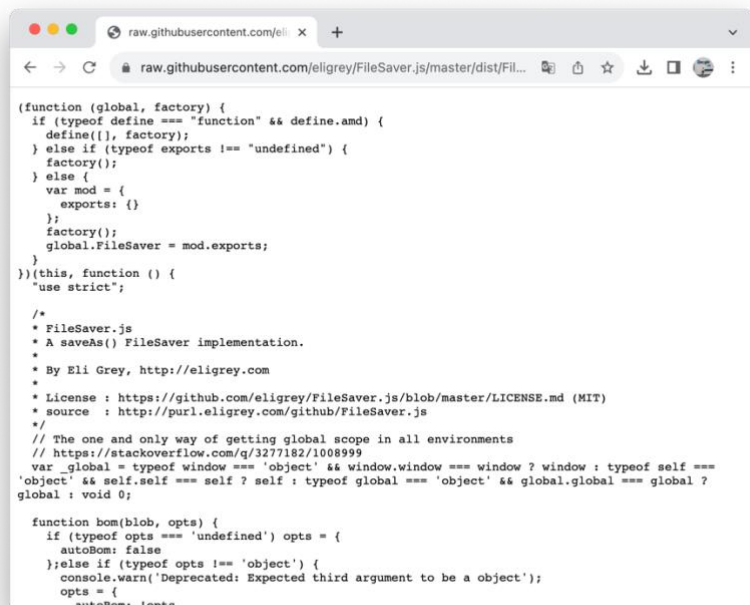 raw.githubusercontent.com/eli
raw.githubusercontent.com/eligrey/FileSaver.js/master/dist/Fil...
(function (global, factory) {
  if (typeof define === "function" && define.amd) {
    define([], factory);
  } else if (typeof exports !== "undefined") {
    factory();
  } else {
    var mod = {
      exports: {}
    };
    factory();
    global.FileSaver = mod.exports;
  }
})(this, function () {
  "use strict";
  /*
  * FileSaver.js
  * A saveAs() FileSaver implementation.
  *
  * By Eli Grey, http://eligrey.com
  *
  * License : https://github.com/eligrey/FileSaver.js/blob/master/LICENSE.md (MIT)
  * source  : http://purl.eligrey.com/github/FileSaver.js
  */
  // The one and only way of getting global scope in all environments
  // https://stackoverflow.com/q/3277182/1008999
  var _global = typeof window === 'object' && window.window === window ? window : typeof self ===
'object' && self.self === self ? self : typeof global === 'object' && global.global === global ?
global : void 0;
  function bom(blob, opts) {
    if (typeof opts === 'undefined') opts = {
      autoBom: false
    };else if (typeof opts !== 'object') {
      console.warn('Deprecated: Expected third argument to be a object');
      opts = {
        autoBom: !opts